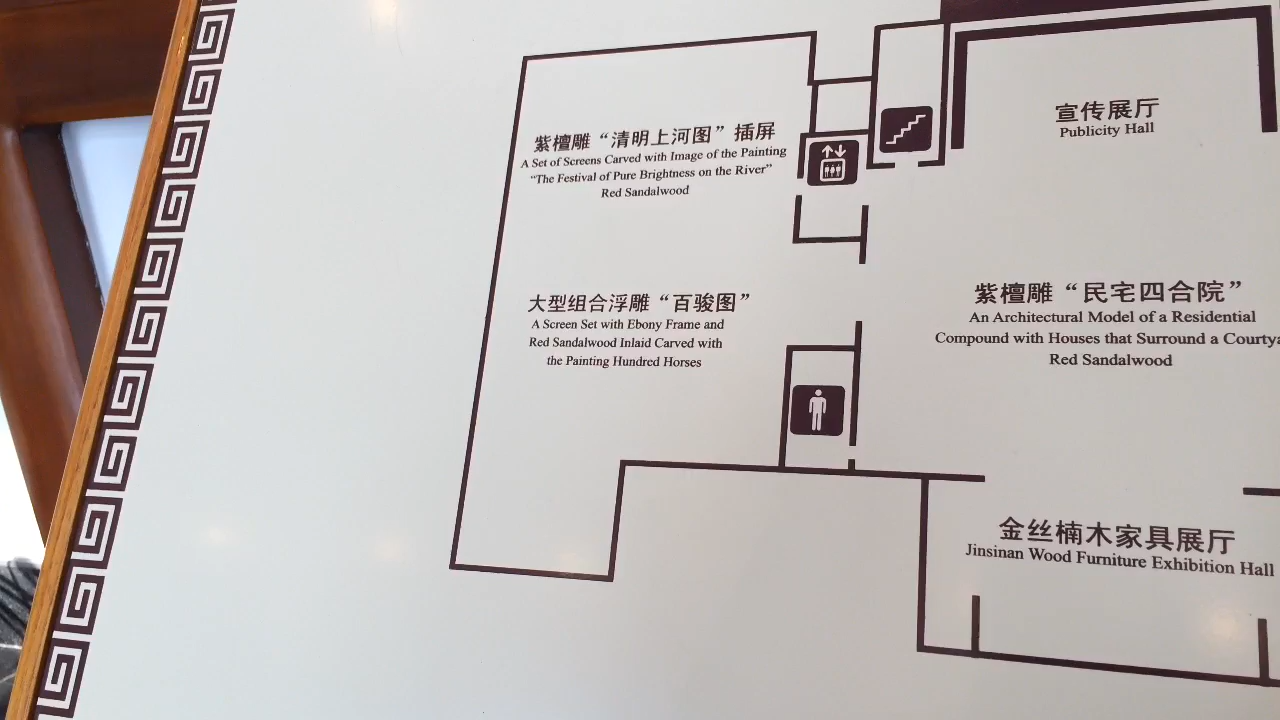 紫檀雕“清明上河图”插屏
A Set of Screens Carved with Image of the Painting
“The Festival of Pure Brightness on the River”
Red Sandalwood
大型组合浮雕“百骏图”
A Screen Set with Ebony Frame and
Red Sandalwood Inlaid Carved with
the Painting Hundred Horses
宣传展厅
Publicity Hall
紫檀雕“民宅四合院”
An Architectural Model of a Residential
Compound with Houses that Surround a
Red Sandalwood
金丝楠木家具展厅
Jinsinan Wood Furniture Exhibition Hall